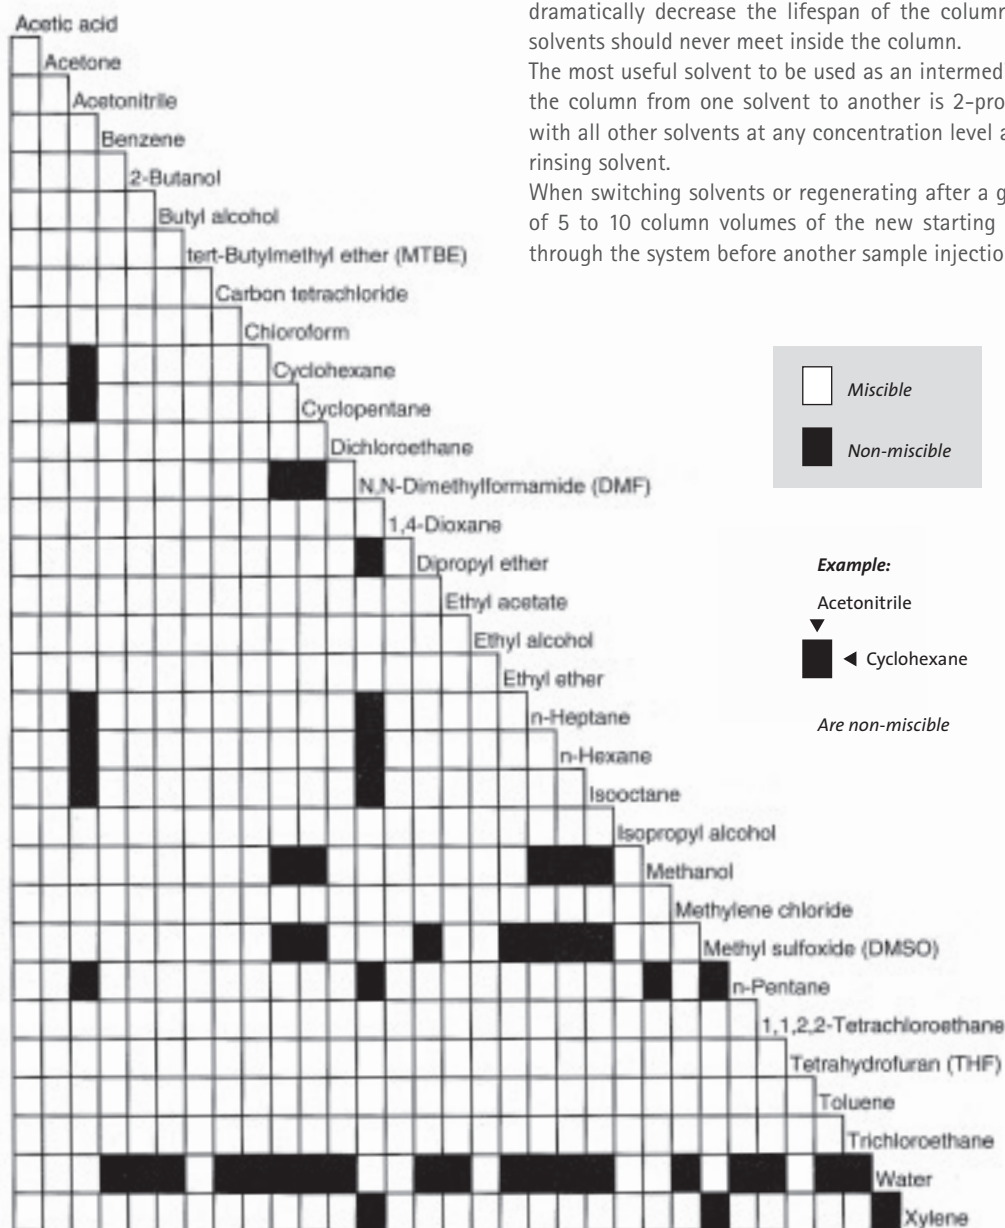 dramatically decrease the lifespan of the column
solvents should never meet inside the column.
The most useful solvent to be used as an intermed
the column from one solvent to another is 2-pro
with all other solvents at any concentration level a
rinsing solvent.
When switching solvents or regenerating after a g
of 5 to 10 column volumes of the new starting
through the system before another sample injectio
Acetic acid
Acetone
Acetonitrile
Benzene
2-Butanol
Butyl alcohol
tert-Butylmethyl ether (MTBE)
Carbon tetrachloride
Chloroform
Cyclohexane
Cyclopentane
Dichloroethane
N,N-Dimethylformamide (DMF)
1,4-Dioxane
Dipropyl ether
Ethyl acetate
Ethyl alcohol
Ethyl ether
n-Heptane
n-Hexane
Isooctane
Isopropyl alcohol
Methanol
Methylene chloride
Methyl sulfoxide (DMSO)
n-Pentane
1,1,2,2-Tetrachloroethane
Tetrahydrofuran (THF)
Toluene
Trichloroethane
Water
Xylene
Miscible
Non-miscible
Example:
Acetonitrile
Cyclohexane
Are non-miscible